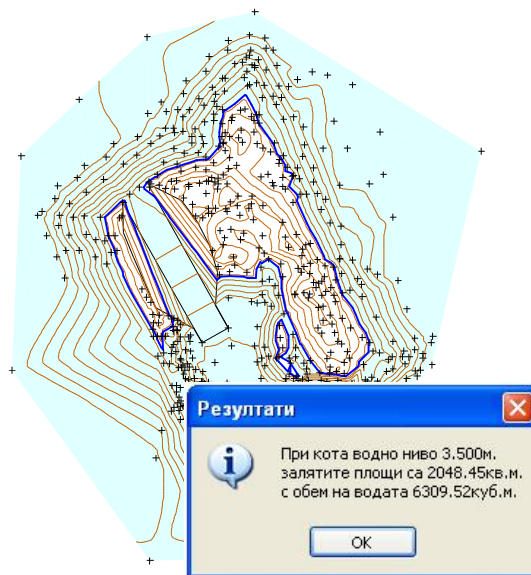 Резултати
При кота водно ниво 3.500м.
залятите площи са 2048.45кв.м.
с обем на водата 6309.52куб.м.
OK